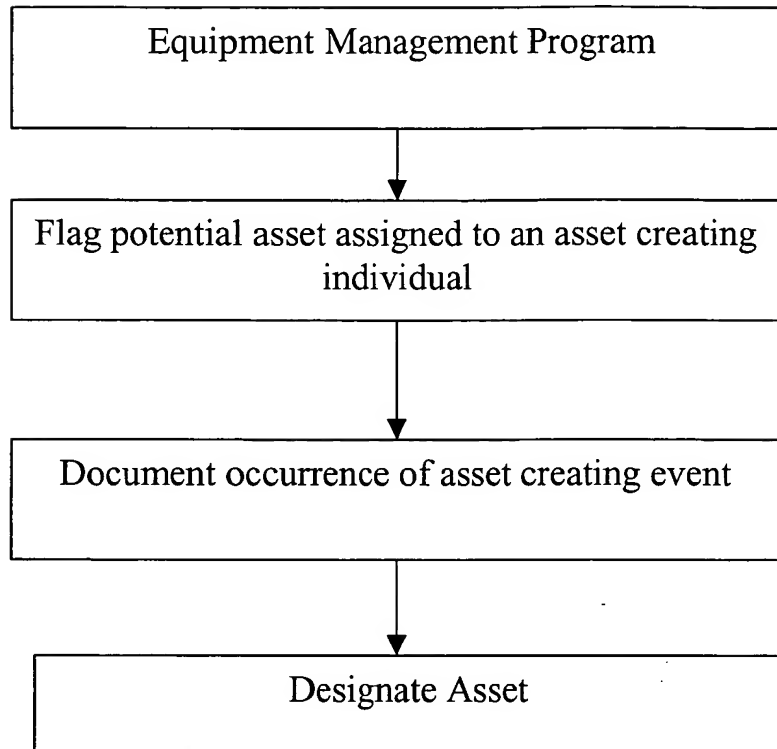 Equipment Management Program
Flag potential asset assigned to an asset creating
individual
Document occurrence of asset creating event
Designate Asset